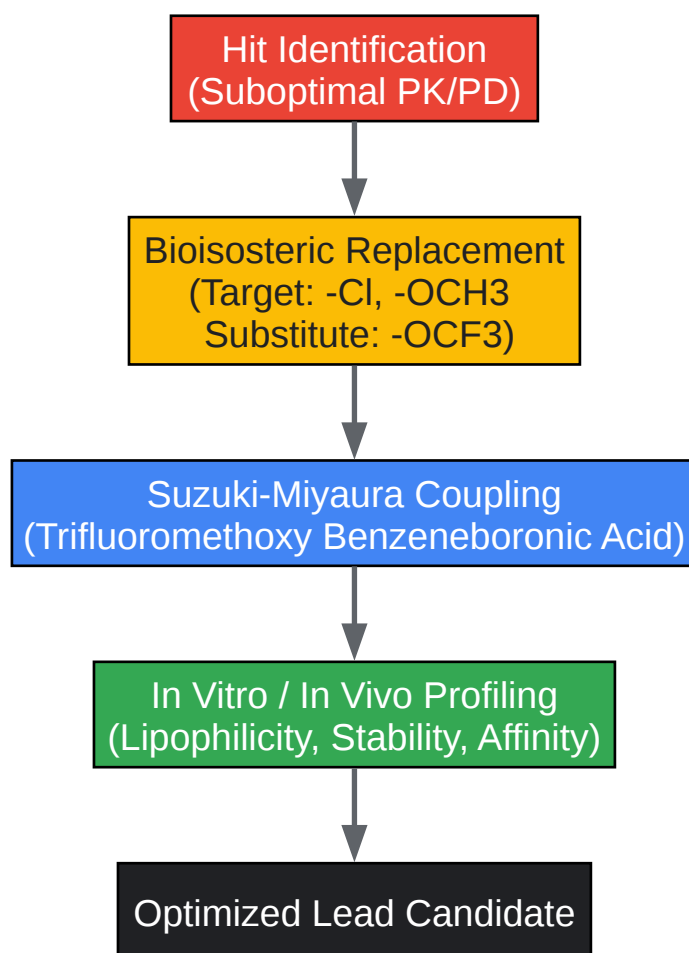 Hit Identification
(Suboptimal PK/PD)
Bioisosteric Replacement
(Target: -Cl, -OCH3
Substitute: -OCF3)
Suzuki-Miyaura Coupling
(Trifluoromethoxy Benzeneboronic Acid)
In Vitro / In Vivo Profiling
(Lipophilicity, Stability, Affinity)
Optimized Lead Candidate